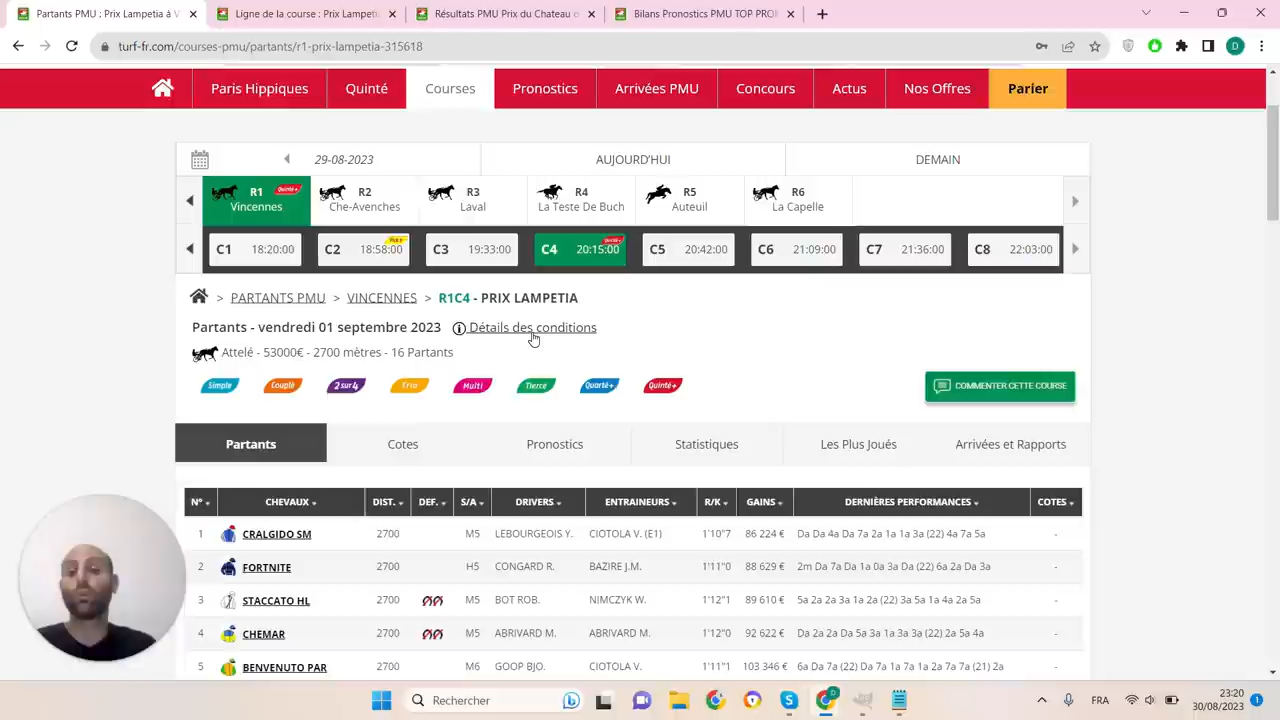 Partants PMU : Prix Lampetia à V
Ligne de la course : Prix Lampeti
Résultats PMU Prix du Chateau e
Bilans Pronostics PMU TOP PRO
turf-fr.com/courses-pmu/partants/r1-prix-lampetia-315618
D
Paris Hippiques Quinté Courses Pronostics Arrivées PMU Concours Actus Nos Offres Parier
29-08-2023 AUJOURD'HUI DEMAIN
R1 Quinté+ R2 R3 R4 R5 R6
Vincennes Che-Avenches Laval La Teste De Buch Auteuil La Capelle
C1 18:20:00 C2 18:58:00 C3 19:33:00 C4 20:15:00 C5 20:42:00 C6 21:09:00 C7 21:36:00 C8 22:03:00
> PARTANTS PMU > VINCENNES > R1C4 - PRIX LAMPETIA
Partants - vendredi 01 septembre 2023 Détails des conditions
Attelé - 53000€ - 2700 mètres - 16 Partants
Simple Couplé 2 sur 4 Trio Multi Tiercé Quarté+ Quinté+ COMMENTER CETTE COURSE
Partants Cotes Pronostics Statistiques Les Plus Joués Arrivées et Rapports
N° CHEVAUX DIST. DEF. S/A DRIVERS ENTRAINEURS R/K GAINS DERNIÈRES PERFORMANCES COTES
1 CRALGIDO SM 2700 M5 LEBOURGEOIS Y. CIOTOLA V. (E1) 1'10"7 86 224 € Da Da 4a Da 7a 2a 1a 1a 3a (22) 4a 7a 5a -
2 FORTNITE 2700 H5 CONGARD R. BAZIRE J.M. 1'11"0 88 629 € 2m Da 7a Da 1a 0a 3a Da (22) 6a 2a Da 3a -
3 STACCATO HL 2700 M5 BOT ROB. NIMCZYK W. 1'12"1 89 610 € 5a 2a 2a 3a 1a 2a (22) 3a 5a 1a 4a 2a 5a -
4 CHEMAR 2700 M5 ABRIVARD M. ABRIVARD M. 1'12"0 92 622 € Da 2a 2a Da 5a 3a 1a 3a 3a (22) 2a 5a 4a -
5 BENVENUTO PAR 2700 M6 GOOP BJO. CIOTOLA V. 1'11"1 103 346 € 6a Da 7a (22) Da 7a 1a 7a 1a 2a 7a 7a (21) 2a -
Rechercher
FRA
23:20
30/08/2023